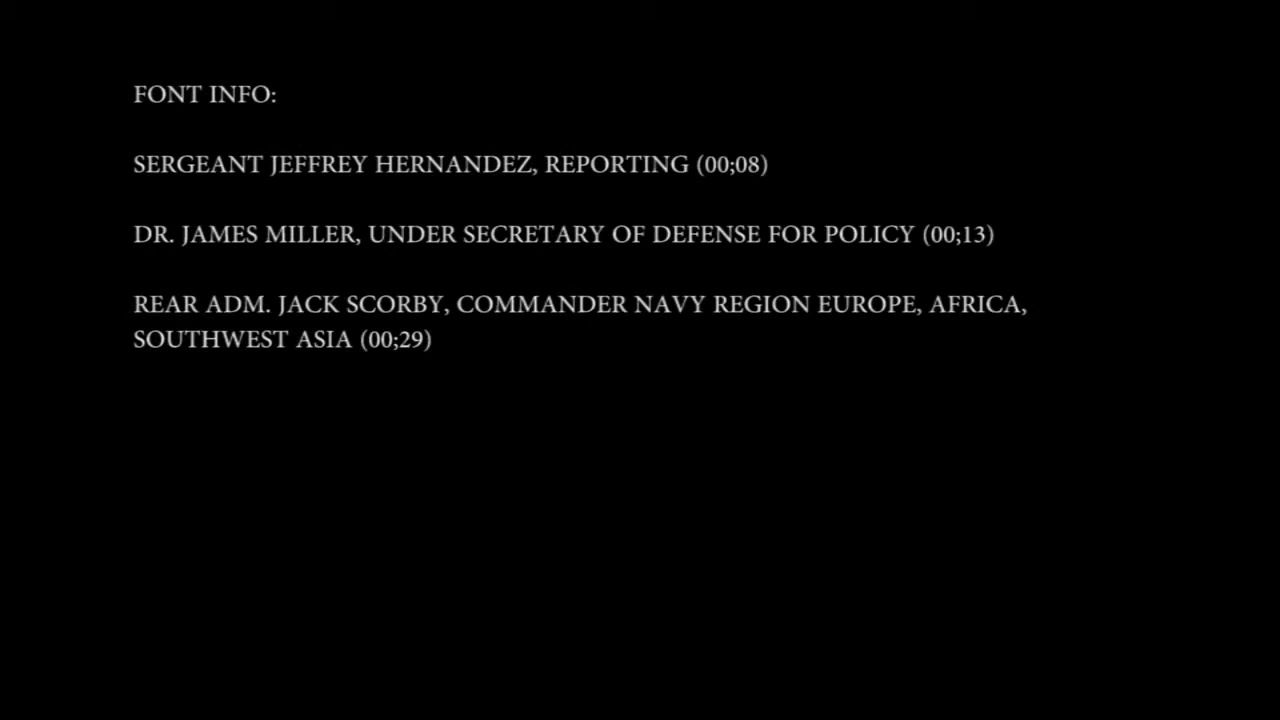 FONT INFO:
SERGEANT JEFFREY HERNANDEZ, REPORTING (00;08)
DR. JAMES MILLER, UNDER SECRETARY OF DEFENSE FOR POLICY (00;13)
REAR ADM. JACK SCORBY, COMMANDER NAVY REGION EUROPE, AFRICA,
SOUTHWEST ASIA (00;29)